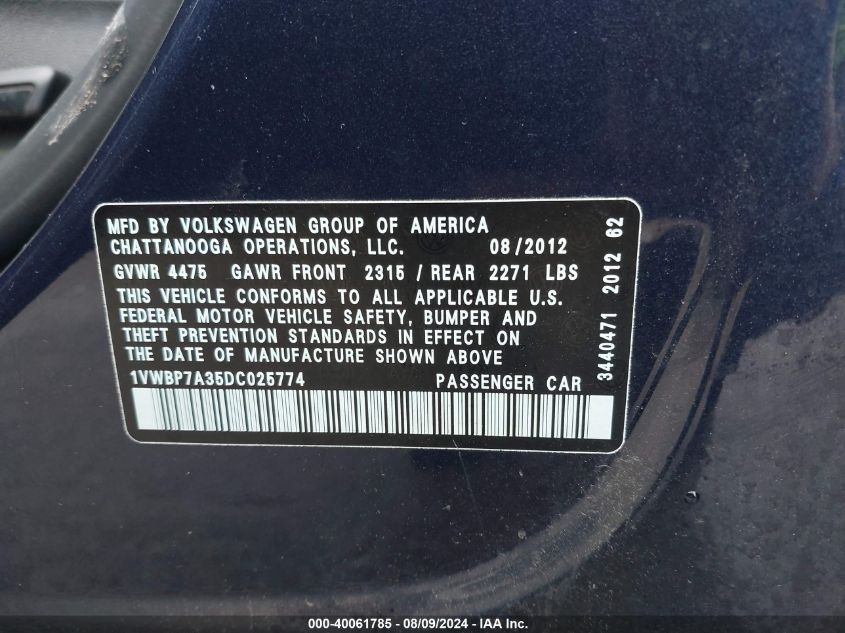 MFD BY VOLKSWAGEN GROUP OF AMERICA
CHATTANOOGA OPERATIONS, LLC. 08/2012
GVWR 4475 GAWR FRONT 2315 / REAR 2271 LBS
THIS VEHICLE CONFORMS TO ALL APPLICABLE U.S.
FEDERAL MOTOR VEHICLE SAFETY, BUMPER AND
THEFT PREVENTION STANDARDS IN EFFECT ON
THE DATE OF MANUFACTURE SHOWN ABOVE
1VWBP7A35DC025774 PASSENGER CAR
3440471 2012 62
000-40061785 - 08/09/2024 - IAA Inc.